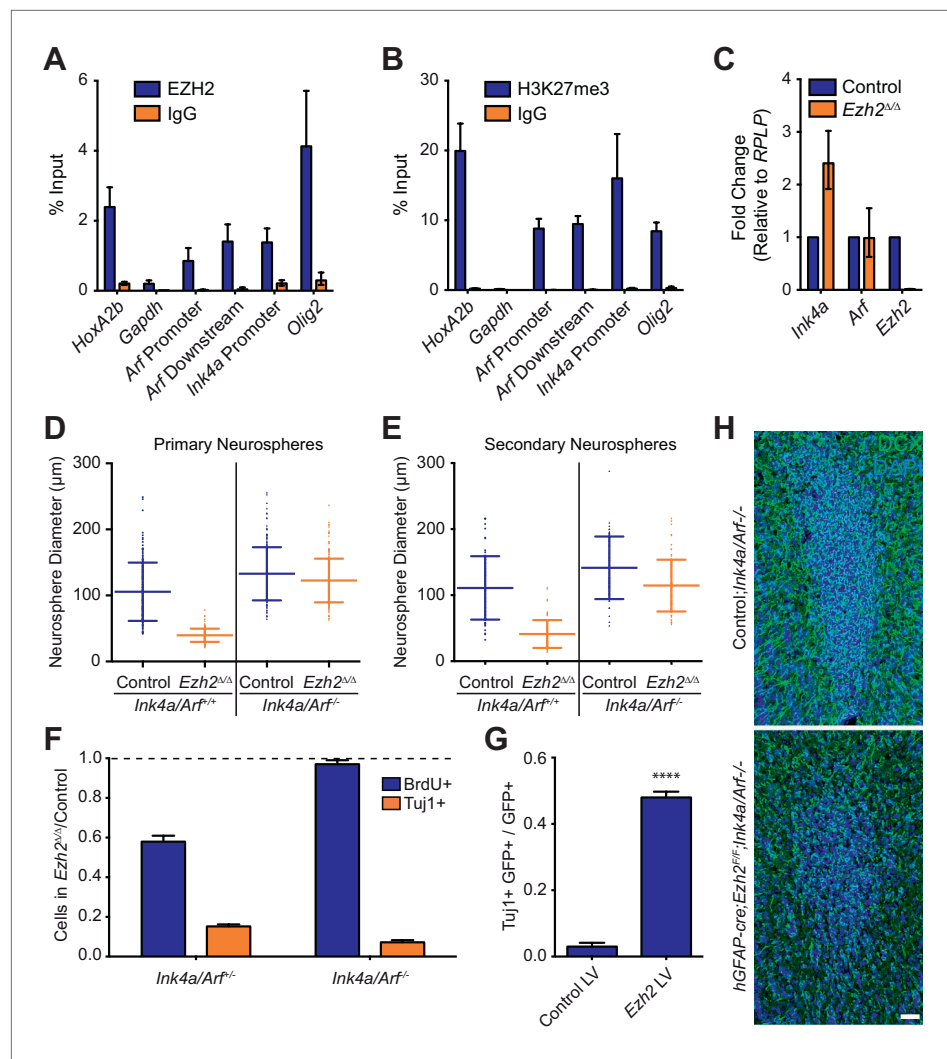 A
6
4
2
0
% Input
EZH2
IgG
HoxA2b
Gapdh
Arf Promoter
Arf Downstream
Ink4a Promoter
Olig2
B
30
20
10
0
% Input
H3K27me3
IgG
HoxA2b
Gapdh
Arf Promoter
Arf Downstream
Ink4a Promoter
Olig2
C
4
3
2
1
0
Fold Change
(Relative to RPLP)
Control
Ezh2Δ/Δ
Ink4a
Arf
Ezh2
D
Primary Neurospheres
300
200
100
0
Neurosphere Diameter (μm)
Control Ezh2Δ/Δ Control Ezh2Δ/Δ
Ink4a/Arf+/+ Ink4a/Arf-/-
E
Secondary Neurospheres
300
200
100
0
Neurosphere Diameter (μm)
Control Ezh2Δ/Δ Control Ezh2Δ/Δ
Ink4a/Arf+/+ Ink4a/Arf-/-
F
1.0
0.8
0.6
0.4
0.2
0.0
Cells in Ezh2Δ/Δ/Control
BrdU+
Tuj1+
Ink4a/Arf+/-
Ink4a/Arf-/-
G
0.6
0.4
0.2
0.0
Tuj1+ GFP+ / GFP+
****
Control LV
Ezh2 LV
H
Control;Ink4a/Arf-/-
DAPI
hGFAP-cre;Ezh2F/F;Ink4a/Arf-/-